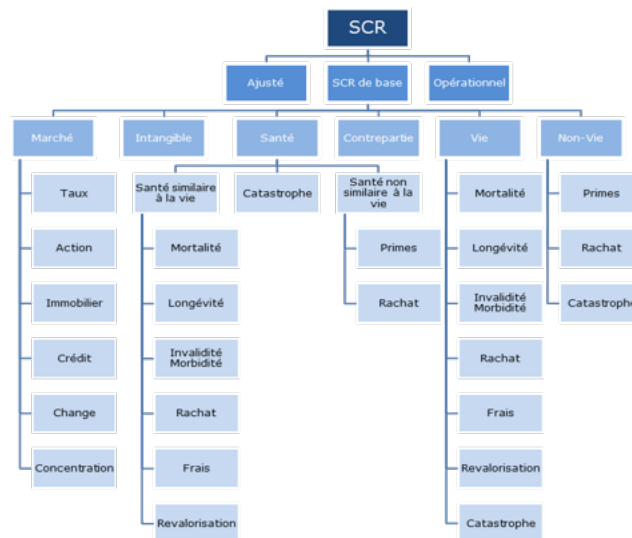 SCR
Ajusté
SCR de base
Opérationnel
Marché
Intangible
Santé
Contrepartie
Vie
Non-Vie
Taux
Action
Immobilier
Crédit
Change
Concentration
Santé similaire
à la vie
Mortalité
Longévité
Invalidité
Morbidité
Rachat
Frais
Revalorisation
Catastrophe
Santé non
similaire à la
vie
Primes
Rachat
Mortalité
Longévité
Invalidité
Morbidité
Rachat
Frais
Revalorisation
Catastrophe
Primes
Rachat
Catastrophe